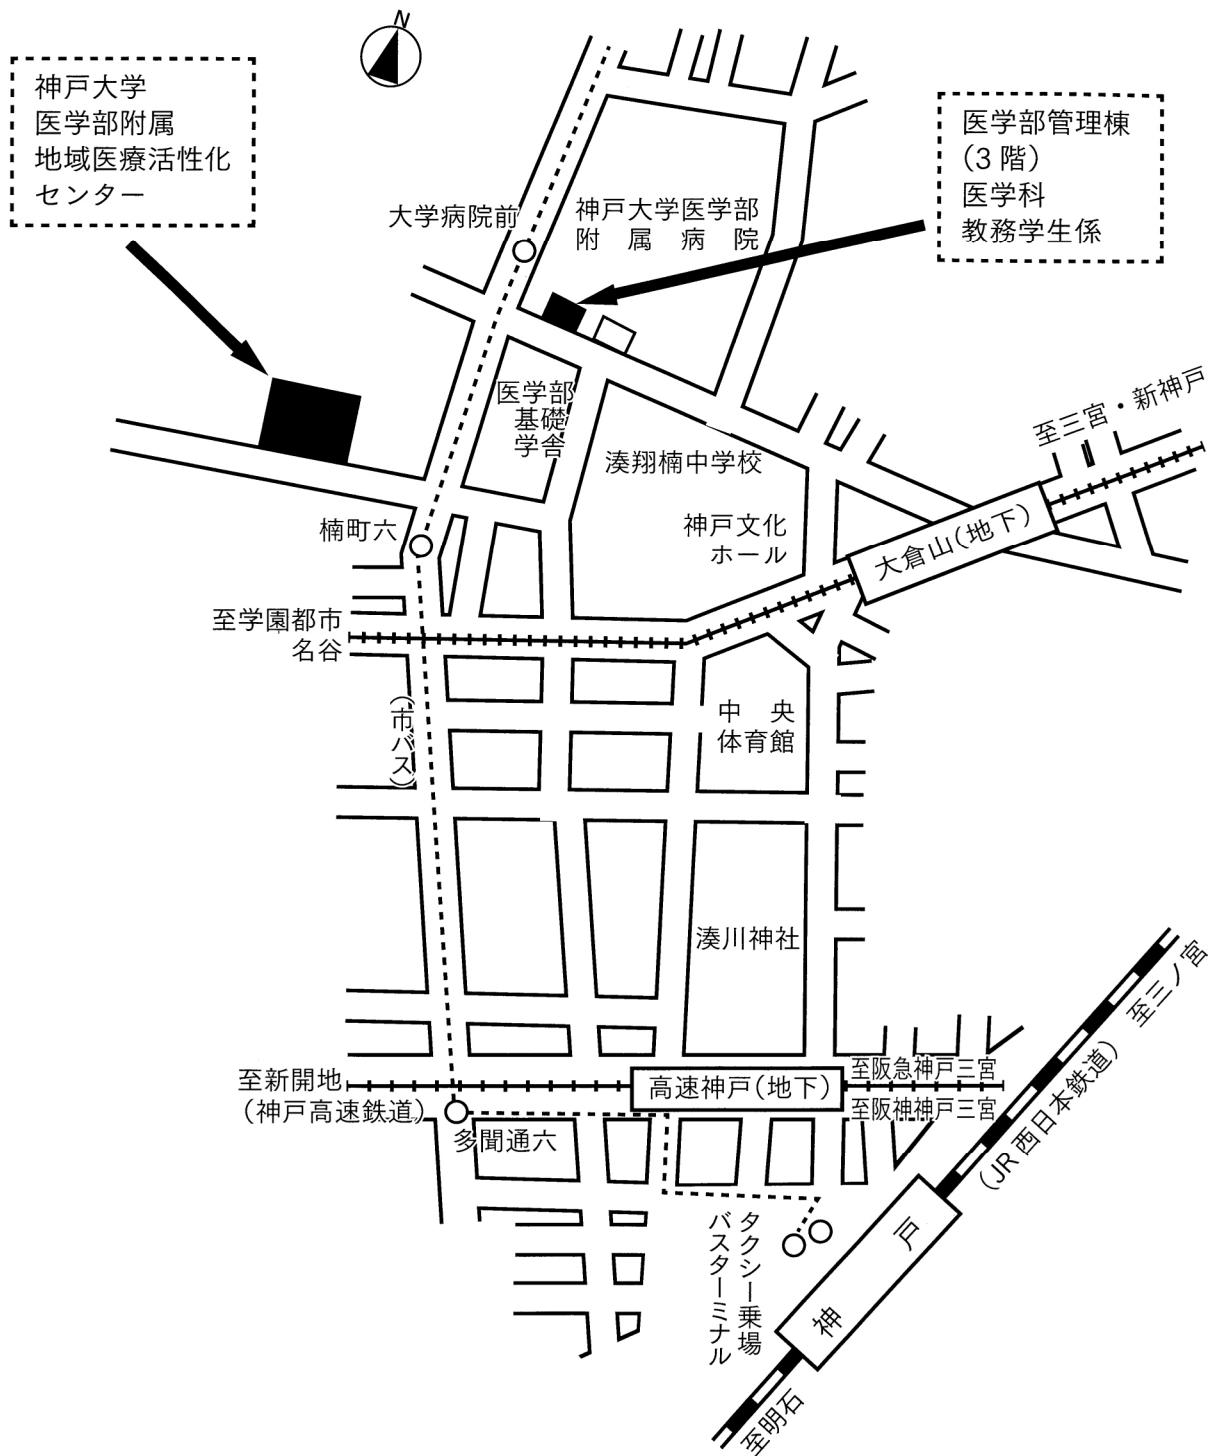 N
神戸大学
医学部附属
地域医療活性化
センター
医学部管理棟
（3階）
医学科
教務学生係
大学病院前
神戸大学医学部
附属病院
医学部
基礎
学舎
湊翔楠中学校
至三宮・新神戸
楠町六
神戸文化
ホール
大倉山（地下）
至学園都市
名谷
（市バス）
中央
体育館
湊川神社
至三ノ宮
至新開地
（神戸高速鉄道）
高速神戸（地下）
至阪急神戸三宮
至阪神神戸三宮
（JR西日本鉄道）
多聞通六
タクシー乗場
バスターミナル
神戸
至明石